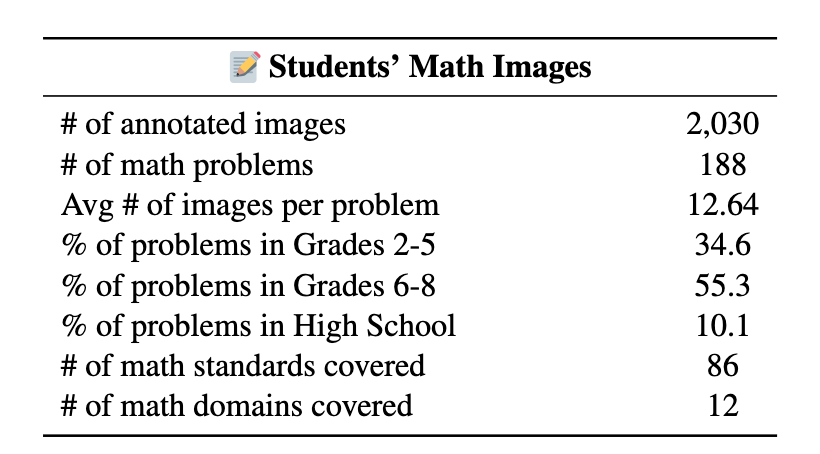 📝 Students' Math Images
# of annotated images 2,030
# of math problems 188
Avg # of images per problem 12.64
% of problems in Grades 2-5 34.6
% of problems in Grades 6-8 55.3
% of problems in High School 10.1
# of math standards covered 86
# of math domains covered 12